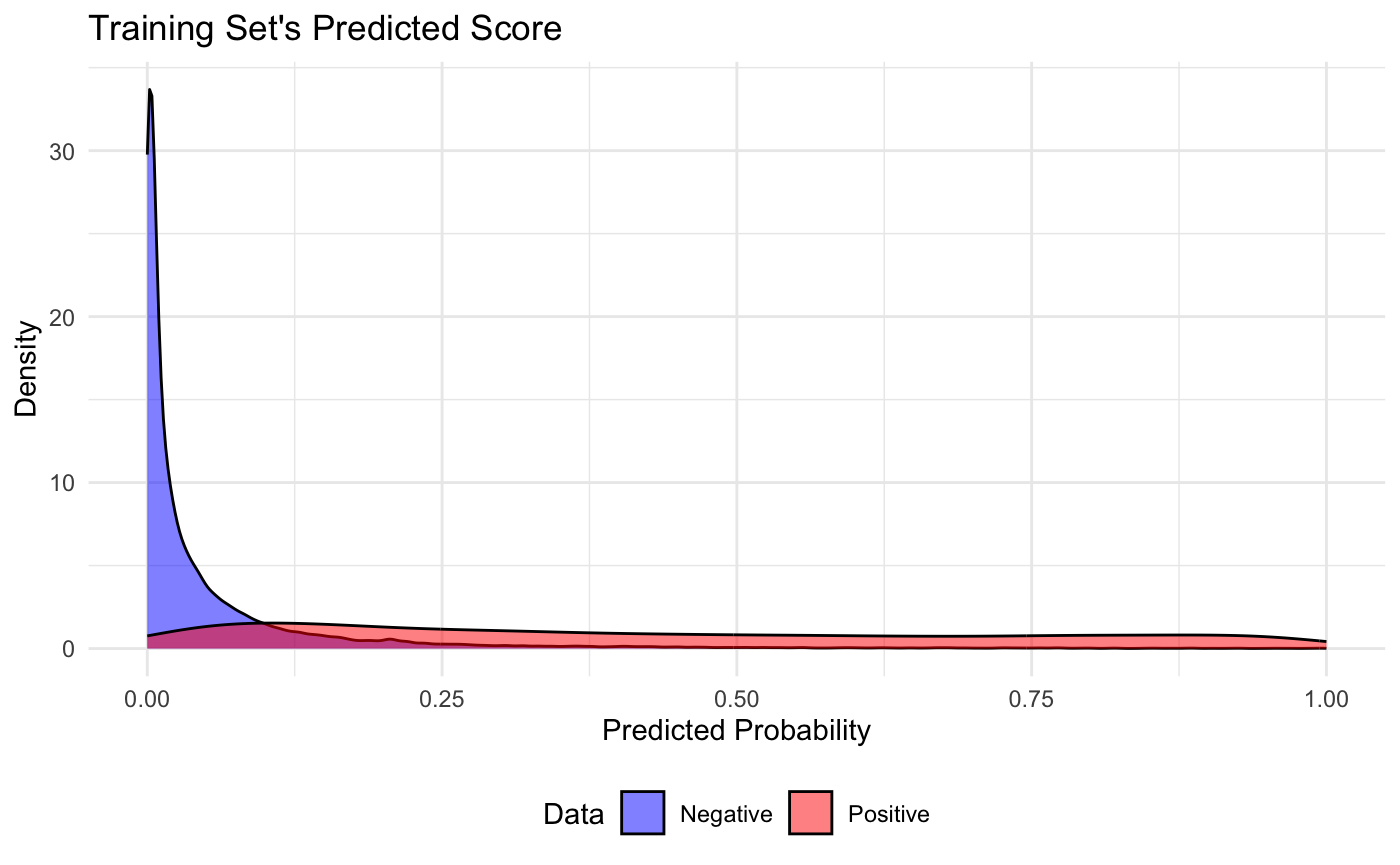 Training Set's Predicted Score
Density
30
20
10
0
0.00 0.25 0.50 0.75 1.00
Predicted Probability
Data Negative Positive